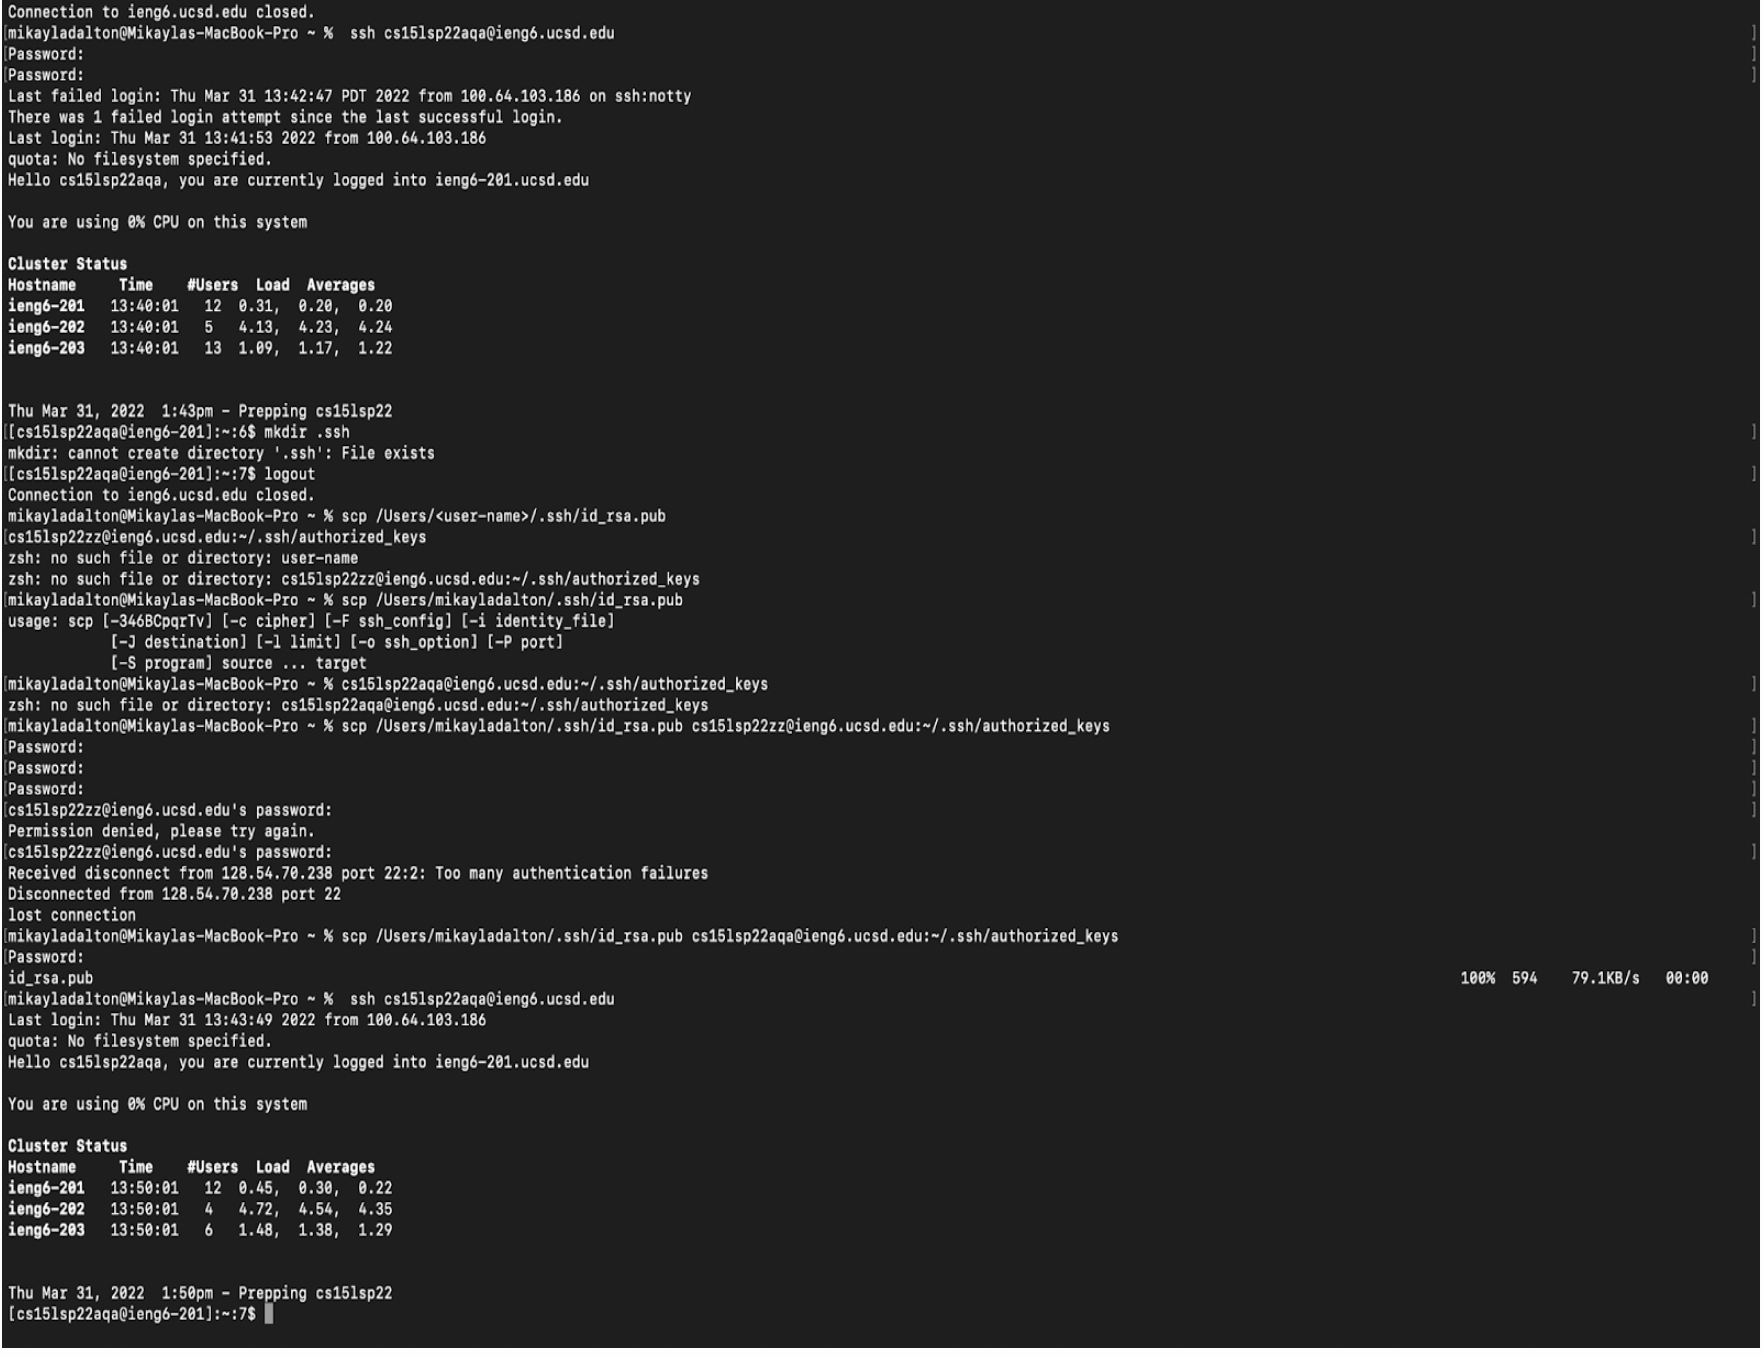 Connection to ieng6.ucsd.edu closed.
[mikayladalton@Mikaylas-MacBook-Pro ~ %  ssh cs15lsp22aqa@ieng6.ucsd.edu ]
[Password: ]
[Password: ]
Last failed login: Thu Mar 31 13:42:47 PDT 2022 from 100.64.103.186 on ssh:notty
There was 1 failed login attempt since the last successful login.
Last login: Thu Mar 31 13:41:53 2022 from 100.64.103.186
quota: No filesystem specified.
Hello cs15lsp22aqa, you are currently logged into ieng6-201.ucsd.edu
You are using 0% CPU on this system
Cluster Status
Hostname     Time    #Users  Load  Averages
ieng6-201   13:40:01   12  0.31,  0.20,  0.20
ieng6-202   13:40:01   5   4.13,  4.23,  4.24
ieng6-203   13:40:01   13  1.09,  1.17,  1.22
Thu Mar 31, 2022  1:43pm - Prepping cs15lsp22
[[cs15lsp22aqa@ieng6-201]:~:6$ mkdir .ssh ]
mkdir: cannot create directory '.ssh': File exists
[[cs15lsp22aqa@ieng6-201]:~:7$ logout ]
Connection to ieng6.ucsd.edu closed.
mikayladalton@Mikaylas-MacBook-Pro ~ % scp /Users/<user-name>/.ssh/id_rsa.pub
[cs15lsp22zz@ieng6.ucsd.edu:~/.ssh/authorized_keys ]
zsh: no such file or directory: user-name
zsh: no such file or directory: cs15lsp22zz@ieng6.ucsd.edu:~/.ssh/authorized_keys
[mikayladalton@Mikaylas-MacBook-Pro ~ % scp /Users/mikayladalton/.ssh/id_rsa.pub ]
usage: scp [-346BCpqrTv] [-c cipher] [-F ssh_config] [-i identity_file]
            [-J destination] [-l limit] [-o ssh_option] [-P port]
            [-S program] source ... target
[mikayladalton@Mikaylas-MacBook-Pro ~ % cs15lsp22aqa@ieng6.ucsd.edu:~/.ssh/authorized_keys ]
zsh: no such file or directory: cs15lsp22aqa@ieng6.ucsd.edu:~/.ssh/authorized_keys
[mikayladalton@Mikaylas-MacBook-Pro ~ % scp /Users/mikayladalton/.ssh/id_rsa.pub cs15lsp22zz@ieng6.ucsd.edu:~/.ssh/authorized_keys ]
[Password: ]
[Password: ]
[Password: ]
[cs15lsp22zz@ieng6.ucsd.edu's password: ]
Permission denied, please try again.
[cs15lsp22zz@ieng6.ucsd.edu's password: ]
Received disconnect from 128.54.70.238 port 22:2: Too many authentication failures
Disconnected from 128.54.70.238 port 22
lost connection
[mikayladalton@Mikaylas-MacBook-Pro ~ % scp /Users/mikayladalton/.ssh/id_rsa.pub cs15lsp22aqa@ieng6.ucsd.edu:~/.ssh/authorized_keys ]
[Password: ]
id_rsa.pub 100%  594    79.1KB/s   00:00
[mikayladalton@Mikaylas-MacBook-Pro ~ %  ssh cs15lsp22aqa@ieng6.ucsd.edu ]
Last login: Thu Mar 31 13:43:49 2022 from 100.64.103.186
quota: No filesystem specified.
Hello cs15lsp22aqa, you are currently logged into ieng6-201.ucsd.edu
You are using 0% CPU on this system
Cluster Status
Hostname     Time    #Users  Load  Averages
ieng6-201   13:50:01   12  0.45,  0.30,  0.22
ieng6-202   13:50:01   4   4.72,  4.54,  4.35
ieng6-203   13:50:01   6   1.48,  1.38,  1.29
Thu Mar 31, 2022  1:50pm - Prepping cs15lsp22
[cs15lsp22aqa@ieng6-201]:~:7$